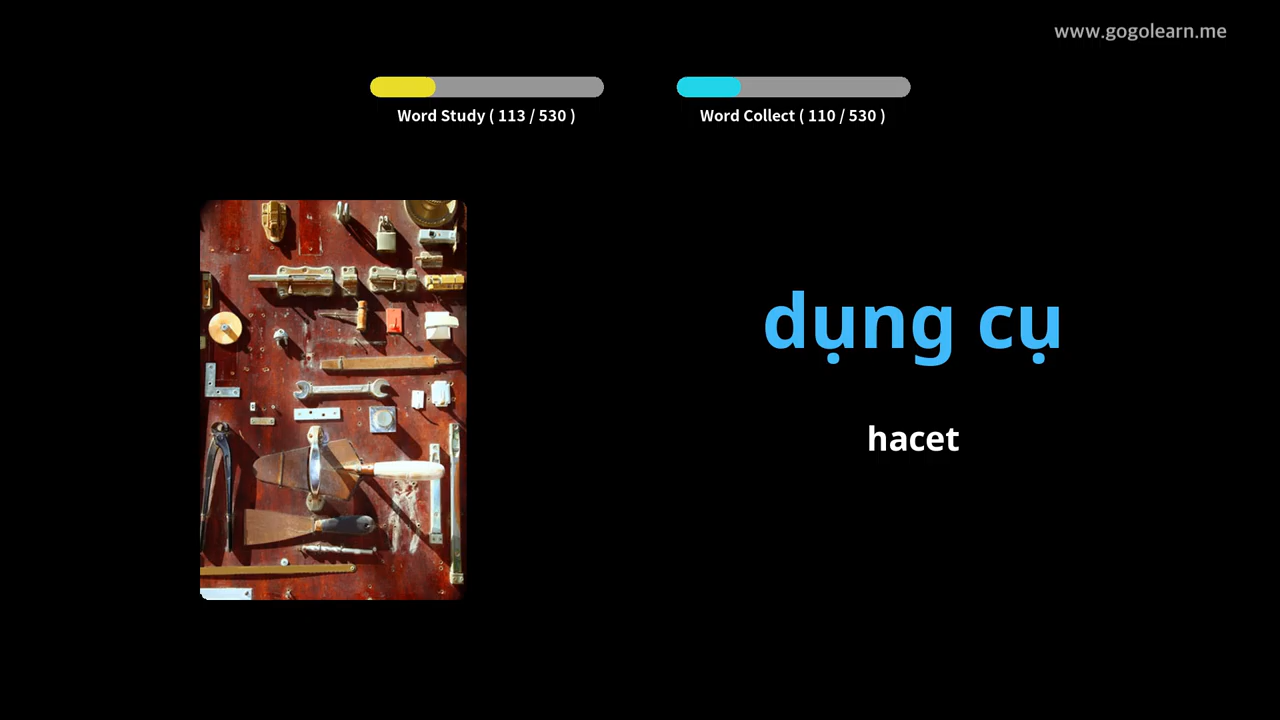 www.gogolearn.me
Word Study ( 113 / 530 )
Word Collect ( 110 / 530 )
dụng cụ
hacet